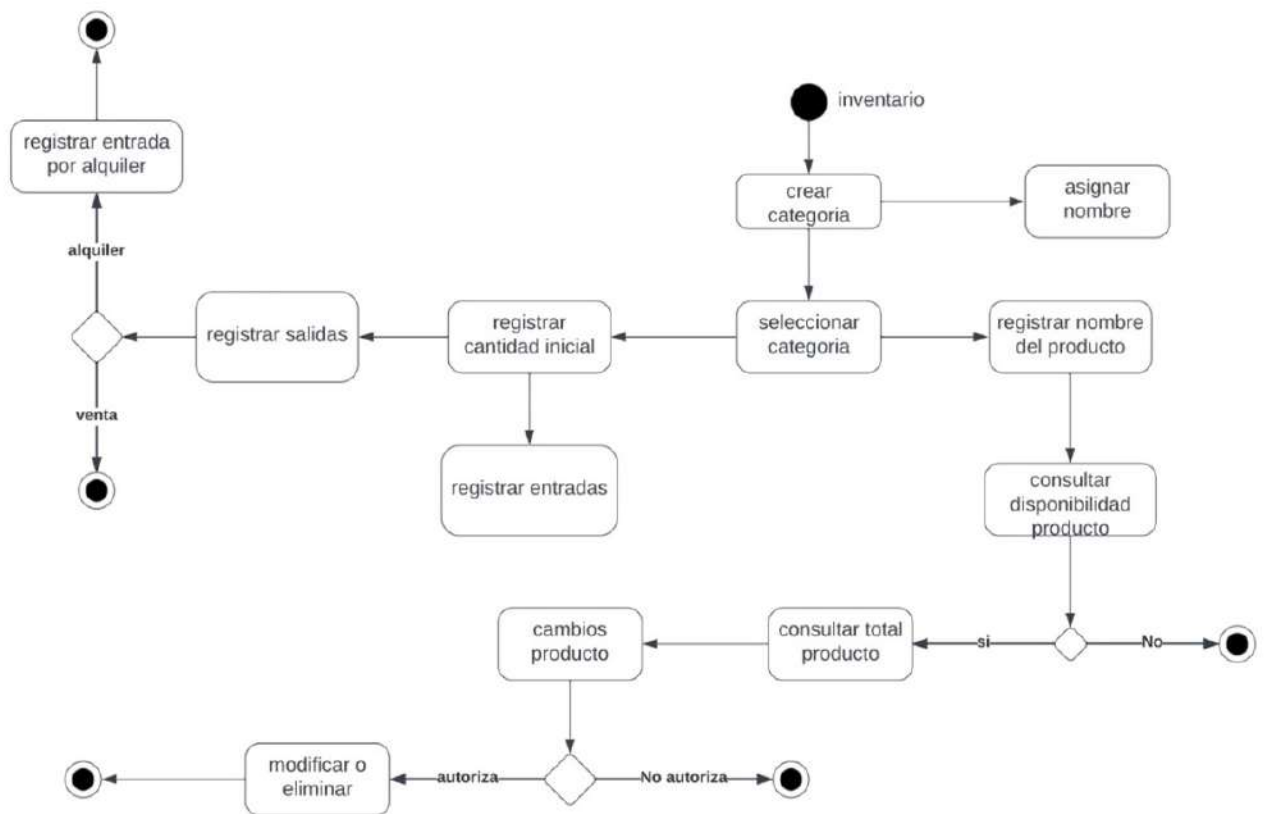 inventario
registrar entrada
por alquiler
crear
categoria
asignar
nombre
alquiler
registrar salidas
registrar
cantidad inicial
seleccionar
categoria
registrar nombre
del producto
venta
registrar entradas
consultar
disponibilidad
producto
cambios
producto
consultar total
producto
si
No
modificar o
eliminar
autoriza
No autoriza